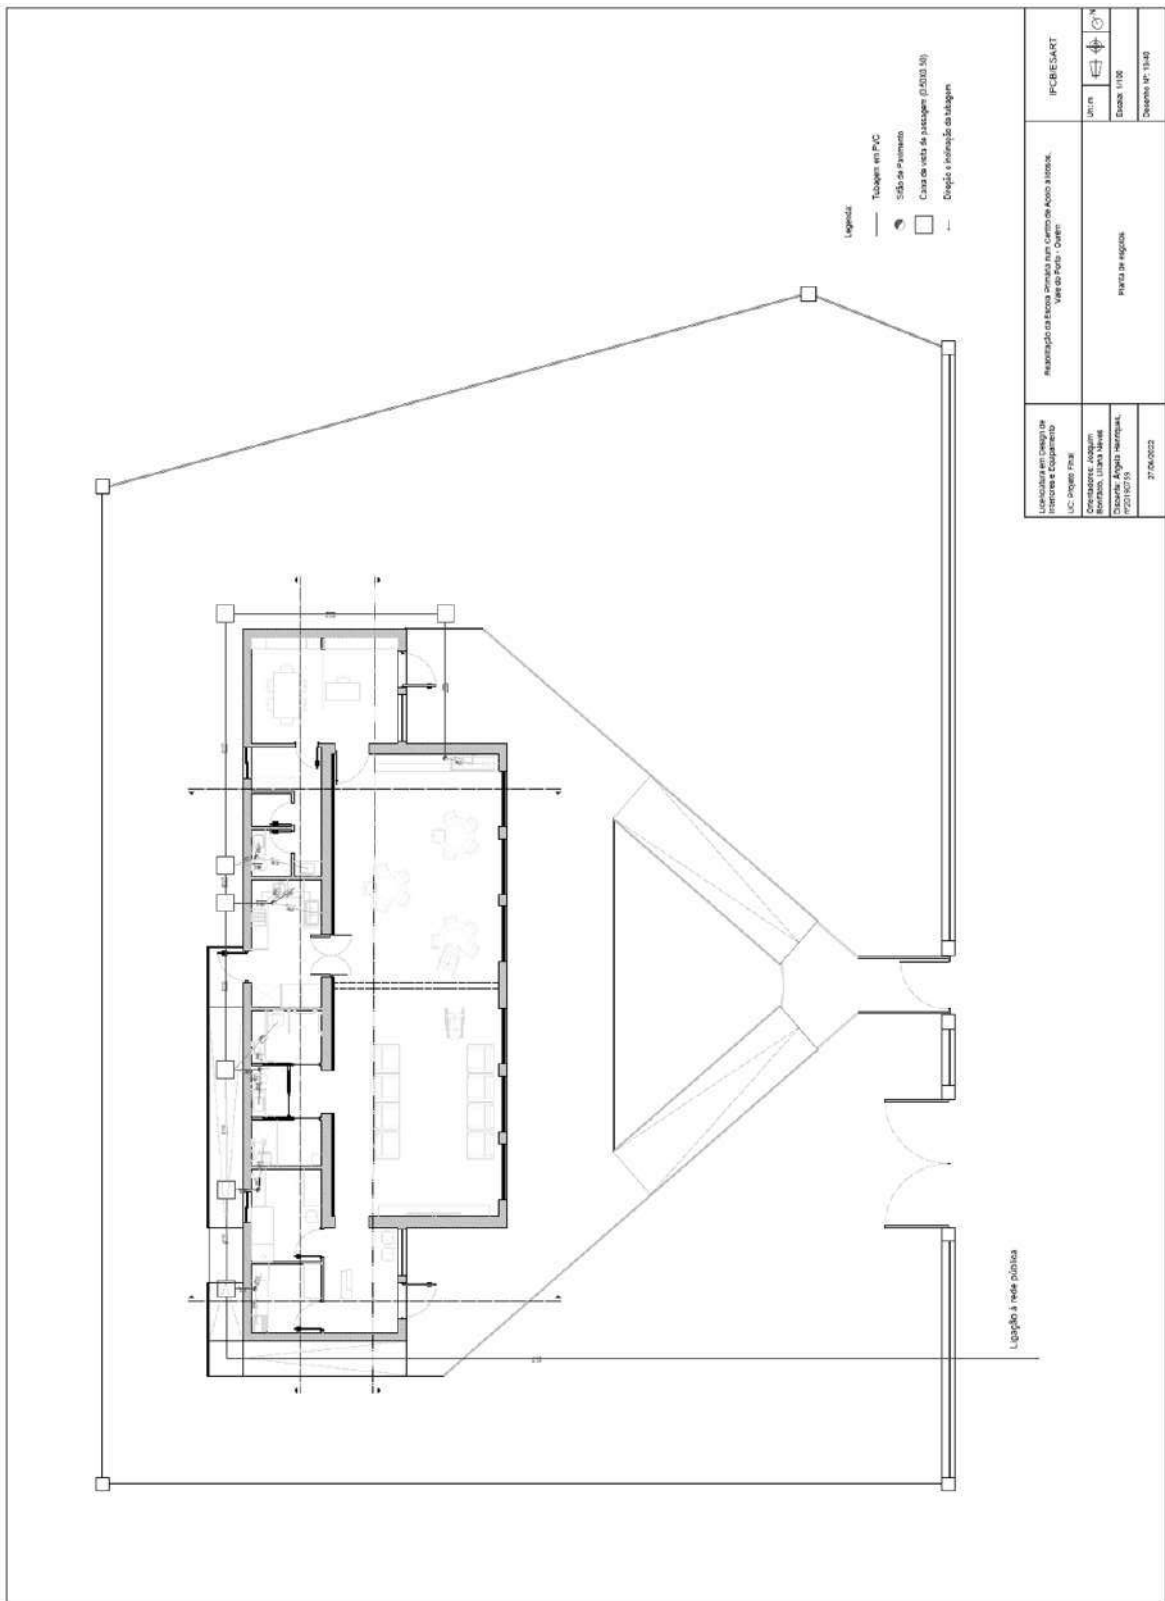 Legenda:
Tubagem em PVC
Sifão de Pavimento
Caixa de visita de passagem (0.50X0.50)
Direção e inclinação da tubagem
Ligação à rede pública
Licenciatura em Design de
Interiores e Equipamento
UC: Projeto Final
Reabilitação da Escola Primária num Centro de Apoio a Idosos,
Vale do Porto - Ourém
IPCB/ESART
Orientadores: Joaquim
Bonifácio, Liliana Neves
Discente: Ângela Henriques,
nº20190759
27/06/2022
Planta de esgotos
Un.: m
N
Escala: 1/100
Desenho Nº: 19/40